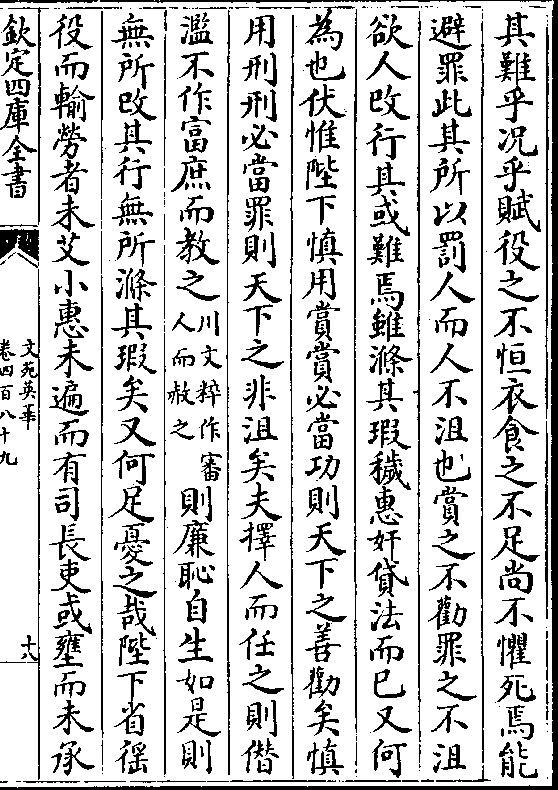 其難乎况乎賦役之不恒衣食之不足尚不懼死焉能
避罪此其所以罰人而人不沮也賞之不勸罪之不沮
欲人改行其或難焉雖滌其瑕穢惠奸貸法而已又何
為也伏惟陛下慎用賞賞必當功則天下之善勸矣慎
用刑刑必當罪則天下之非沮矣夫擇人而任之則僭
濫不作富庶而教之川文粹作審人而赦之則廉恥自生如是則
無所改其行無所滌其瑕矣又何足憂之哉陛下省徭
役而輸勞者未艾小惠未遍而有司長吏或壅而未承
欽定四庫全書
文苑英華
卷四百八十九
十八